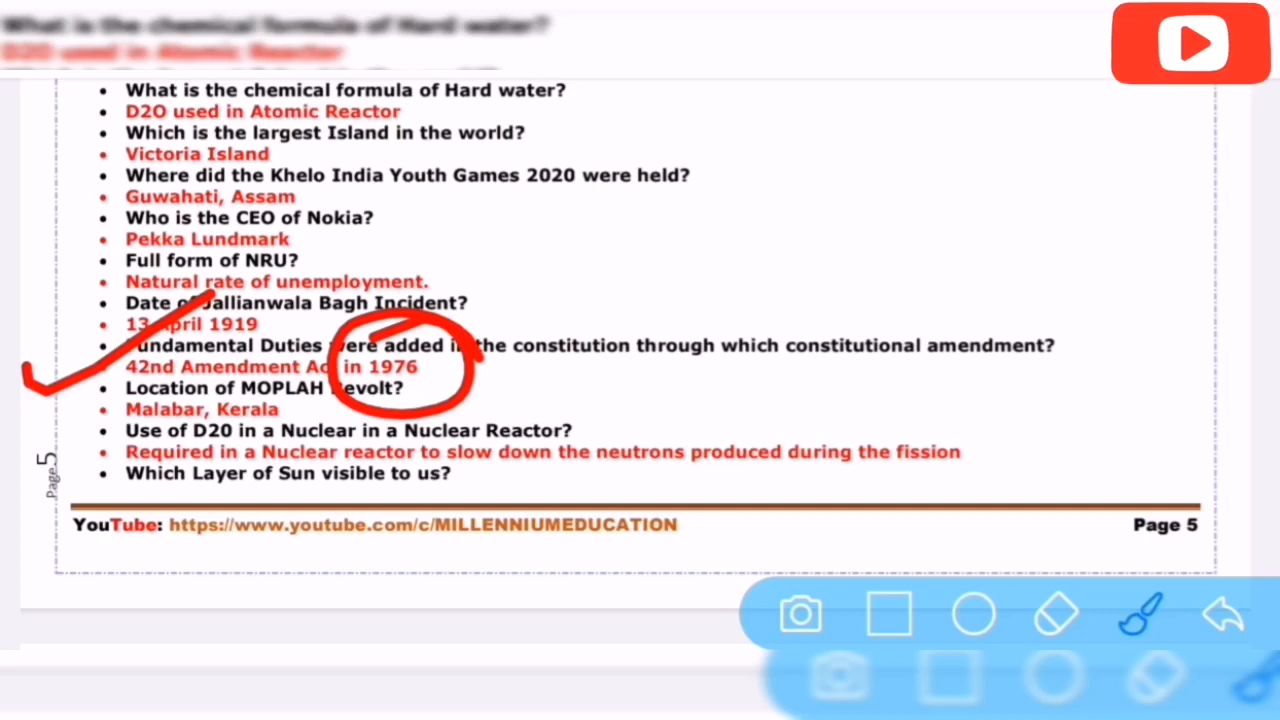 What is the chemical formula of Hard water?
D2O used in Atomic Reactor
• What is the chemical formula of Hard water?
• D2O used in Atomic Reactor
• Which is the largest Island in the world?
• Victoria Island
• Where did the Khelo India Youth Games 2020 were held?
• Guwahati, Assam
• Who is the CEO of Nokia?
• Pekka Lundmark
• Full form of NRU?
• Natural rate of unemployment.
• Date of Jallianwala Bagh Incident?
• 13 April 1919
• Fundamental Duties were added in the constitution through which constitutional amendment?
• 42nd Amendment Act in 1976
• Location of MOPLAH Revolt?
• Malabar, Kerala
• Use of D20 in a Nuclear in a Nuclear Reactor?
• Required in a Nuclear reactor to slow down the neutrons produced during the fission
• Which Layer of Sun visible to us?
Page 5
YouTube: https://www.youtube.com/c/MILLENNIUMEDUCATION Page 5